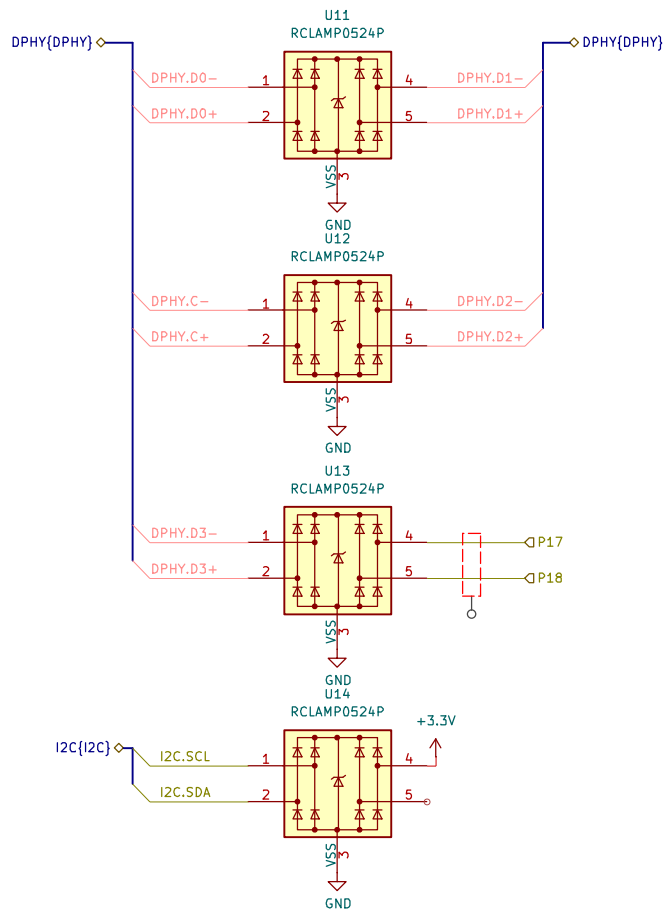 U11
RCLAMP0524P
DPHY{DPHY}
DPHY{DPHY}
DPHY.D0-
1
4
DPHY.D1-
DPHY.D0+
2
5
DPHY.D1+
VSS
3
GND
U12
RCLAMP0524P
DPHY.C-
1
4
DPHY.D2-
DPHY.C+
2
5
DPHY.D2+
VSS
3
GND
U13
RCLAMP0524P
DPHY.D3-
1
4
P17
DPHY.D3+
2
5
P18
VSS
3
GND
U14
RCLAMP0524P
+3.3V
I2C{I2C}
I2C.SCL
1
4
I2C.SDA
2
5
VSS
3
GND